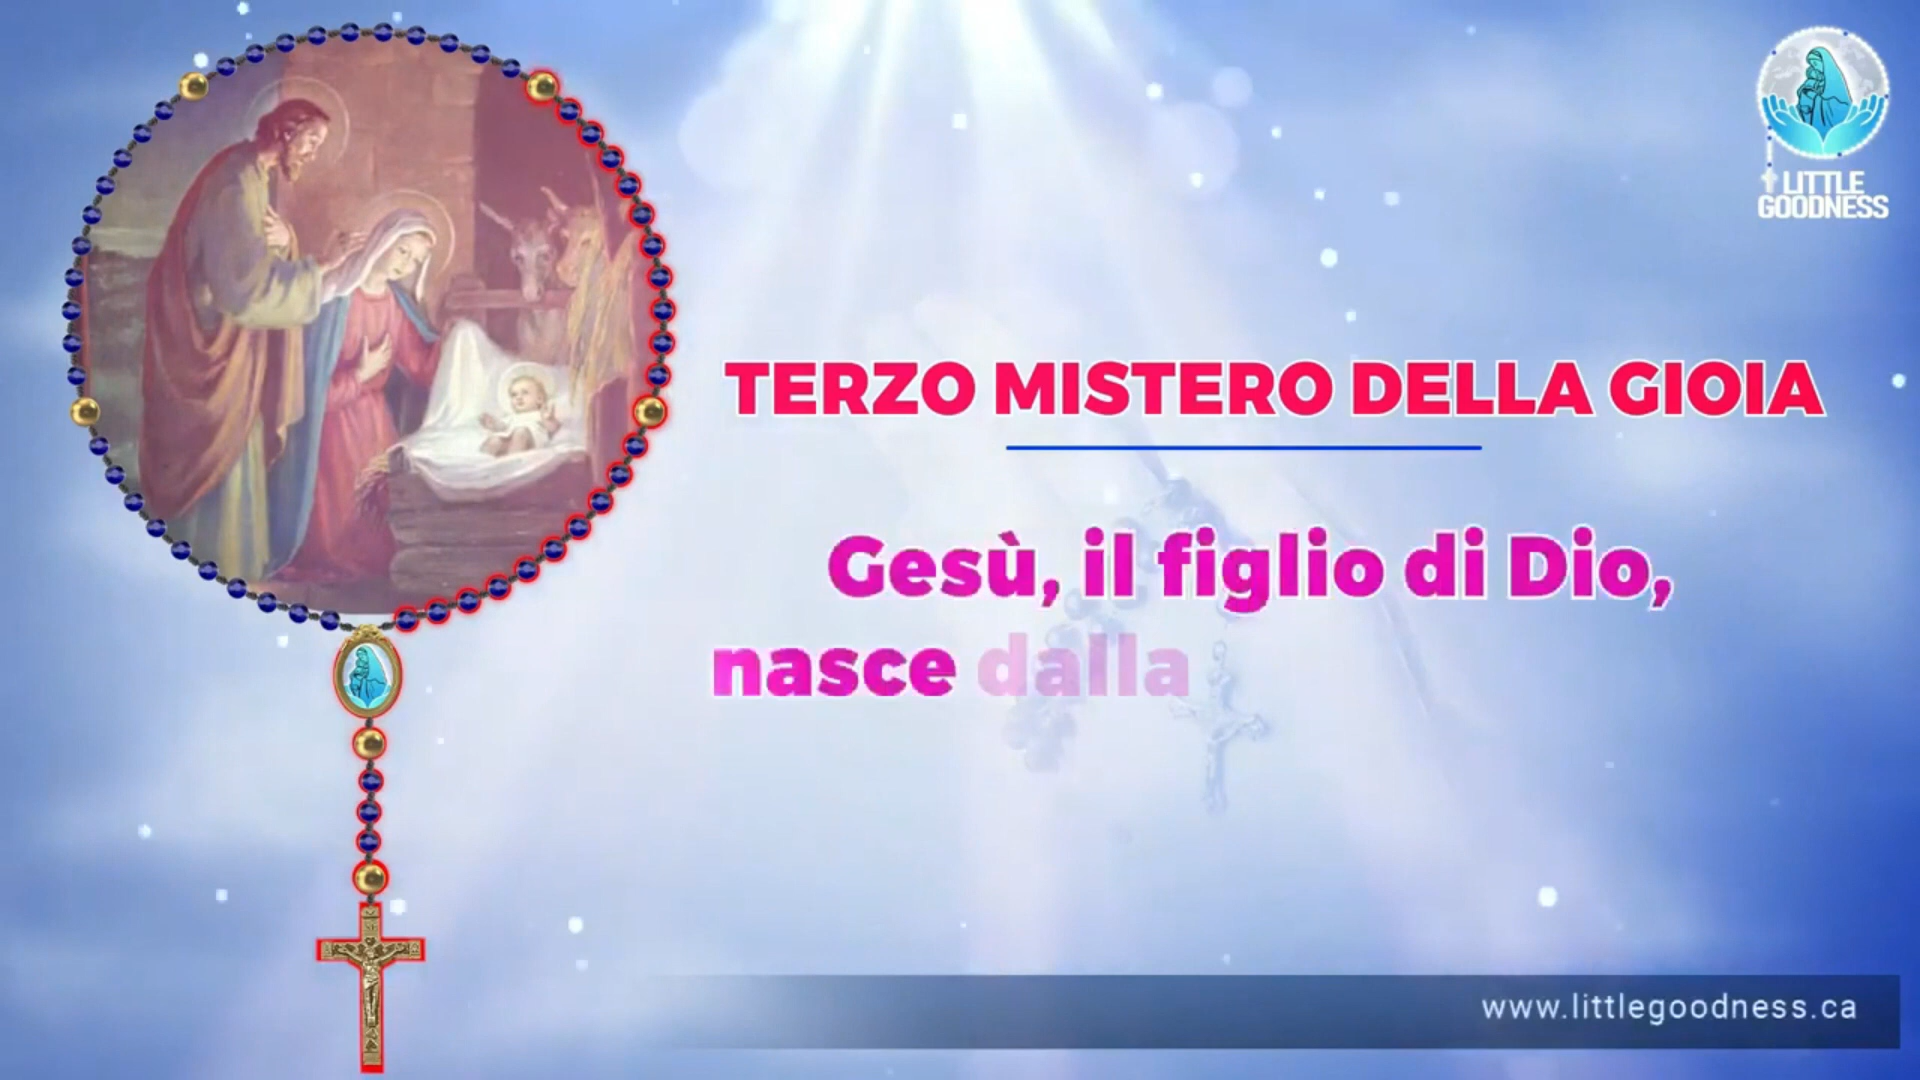 LITTLE
GOODNESS
TERZO MISTERO DELLA GIOIA
Gesù, il figlio di Dio,
nasce dalla
www.littlegoodness.ca